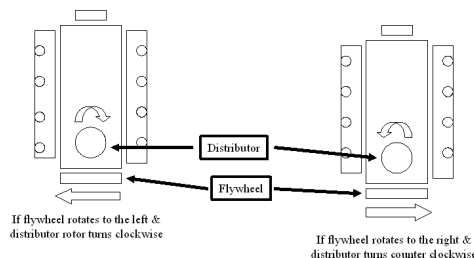 Distributor
Flywheel
If flywheel rotates to the left &
distributor rotor turns clockwise
If flywheel rotates to the right &
distributor turns counter clockwise